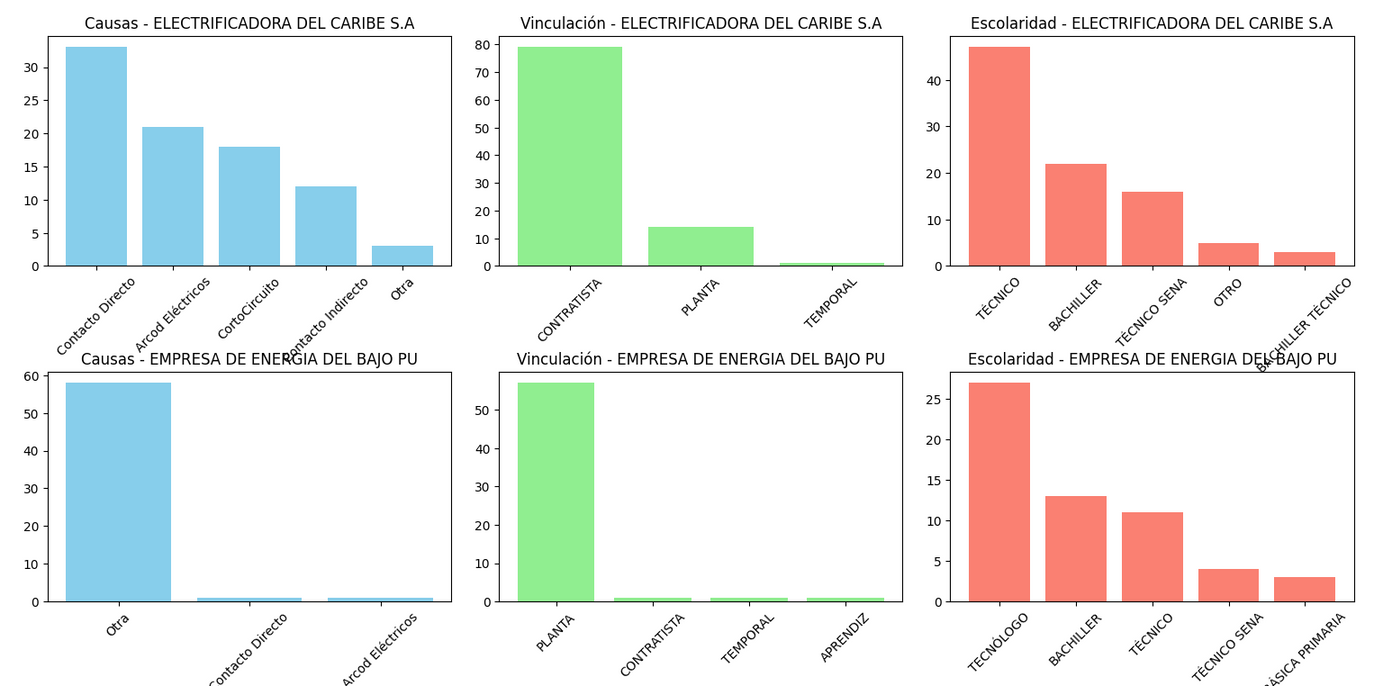 Causas - ELECTRIFICADORA DEL CARIBE S.A
30
25
20
15
10
5
0
Contacto Directo
Arcod Eléctricos
CortoCircuito
Contacto Indirecto
Otra
Vinculación - ELECTRIFICADORA DEL CARIBE S.A
80
70
60
50
40
30
20
10
0
CONTRATISTA
PLANTA
TEMPORAL
Escolaridad - ELECTRIFICADORA DEL CARIBE S.A
40
30
20
10
0
TÉCNICO
BACHILLER
TÉCNICO SENA
OTRO
BACHILLER TÉCNICO
Causas - EMPRESA DE ENERGIA DEL BAJO PU
60
50
40
30
20
10
0
Otra
Contacto Directo
Arcod Eléctricos
Vinculación - EMPRESA DE ENERGIA DEL BAJO PU
50
40
30
20
10
0
PLANTA
CONTRATISTA
TEMPORAL
APRENDIZ
Escolaridad - EMPRESA DE ENERGIA DEL BAJO PU
25
20
15
10
5
0
TECNÓLOGO
BACHILLER
TÉCNICO
TÉCNICO SENA
BÁSICA PRIMARIA